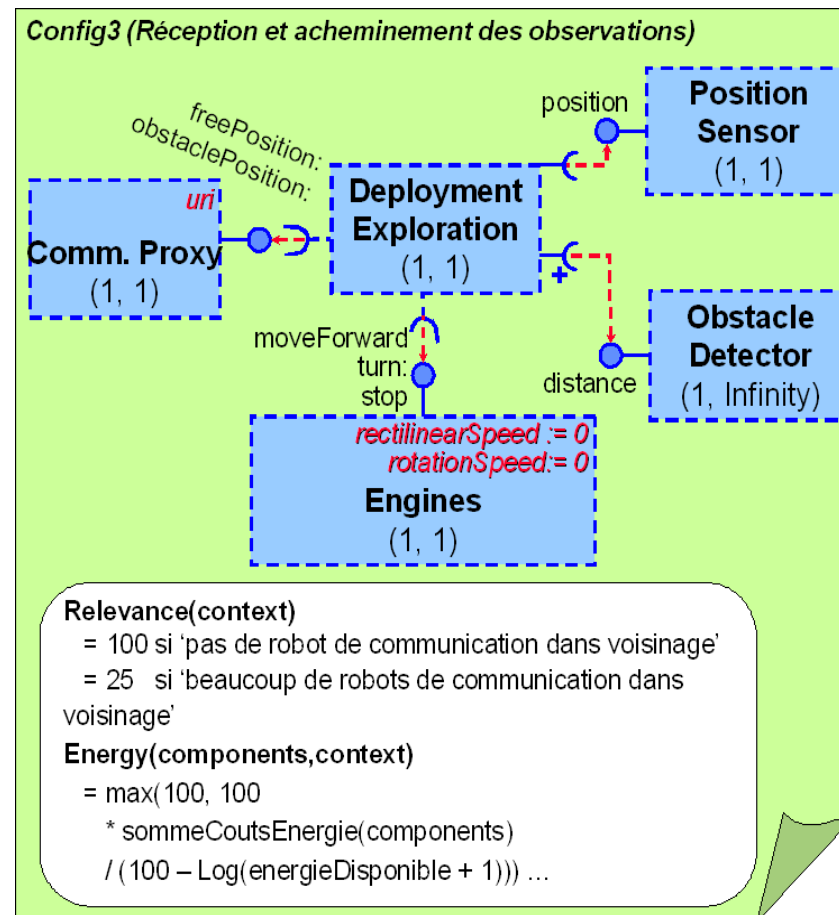 Config3 (Réception et acheminement des observations)
freePosition:
obstaclePosition:
position
Position
Sensor
(1, 1)
uri
Comm. Proxy
(1, 1)
Deployment
Exploration
(1, 1)
+
moveForward
turn:
stop
distance
Obstacle
Detector
(1, Infinity)
rectilinearSpeed := 0
rotationSpeed:= 0
Engines
(1, 1)
Relevance(context)
= 100 si ‘pas de robot de communication dans voisinage’
= 25 si ‘beaucoup de robots de communication dans
voisinage’
Energy(components,context)
= max(100, 100
* sommeCoutsEnergie(components)
/ (100 – Log(energieDisponible + 1))) ...